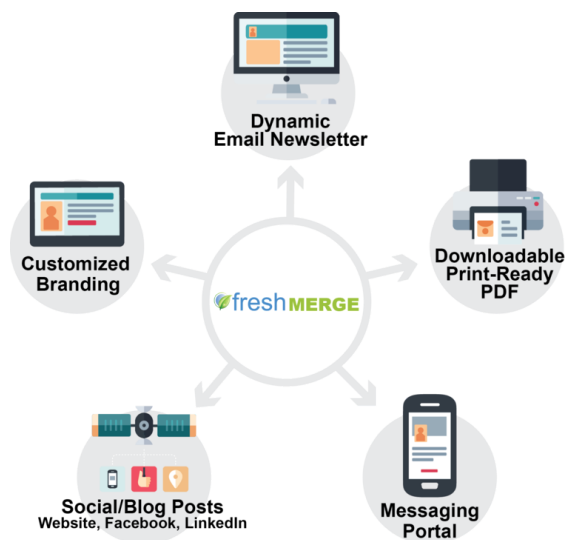 Dynamic
Email Newsletter
Customized
Branding
Downloadable
Print-Ready
PDF
freshMERGE
Social/Blog Posts
Website, Facebook, LinkedIn
Messaging
Portal